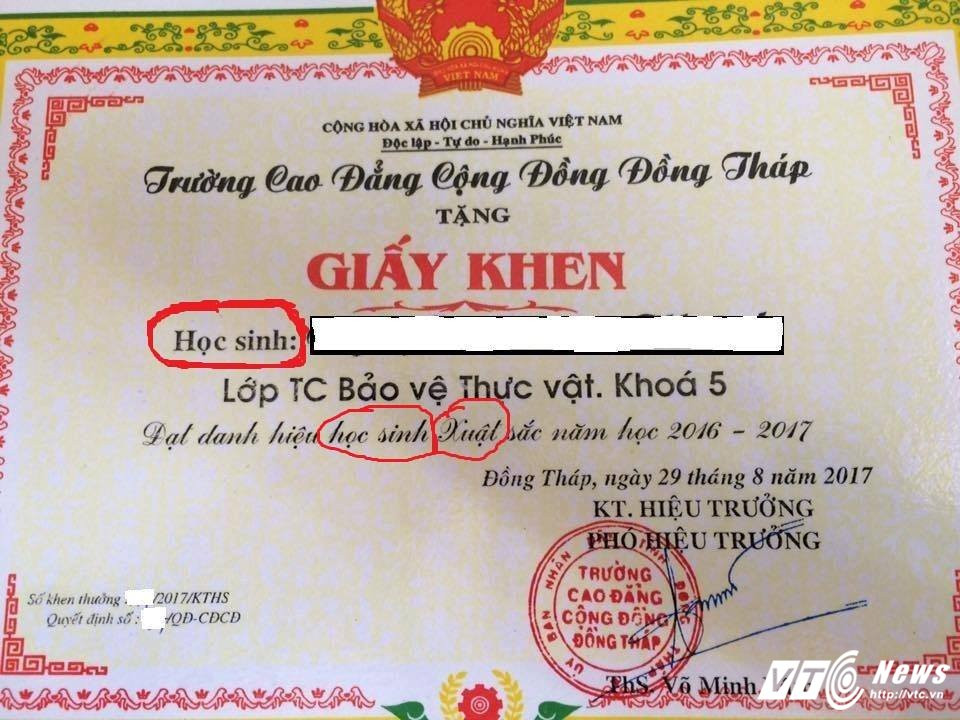 VIỆT NAM
CỘNG HÒA XÃ HỘI CHỦ NGHĨA VIỆT NAM
Độc lập - Tự do - Hạnh Phúc
Trường Cao Đẳng Cộng Đồng Đồng Tháp
TẶNG
GIẤY KHEN
Học sinh:
Lớp TC Bảo vệ Thực vật. Khoá 5
Đạt danh hiệu học sinh Xuật sắc năm học 2016 - 2017
Đồng Tháp, ngày 29 tháng 8 năm 2017
KT. HIỆU TRƯỞNG
PHÓ HIỆU TRƯỞNG
ỦY BAN NHÂN
TRƯỜNG
CAO ĐẲNG
CỘNG ĐỒNG
ĐỒNG THÁP
Số khen thưởng /2017/KTHS
Quyết định số : /QĐ-CĐCĐ
ThS. Võ Minh
VTC News
http://vtc.vn